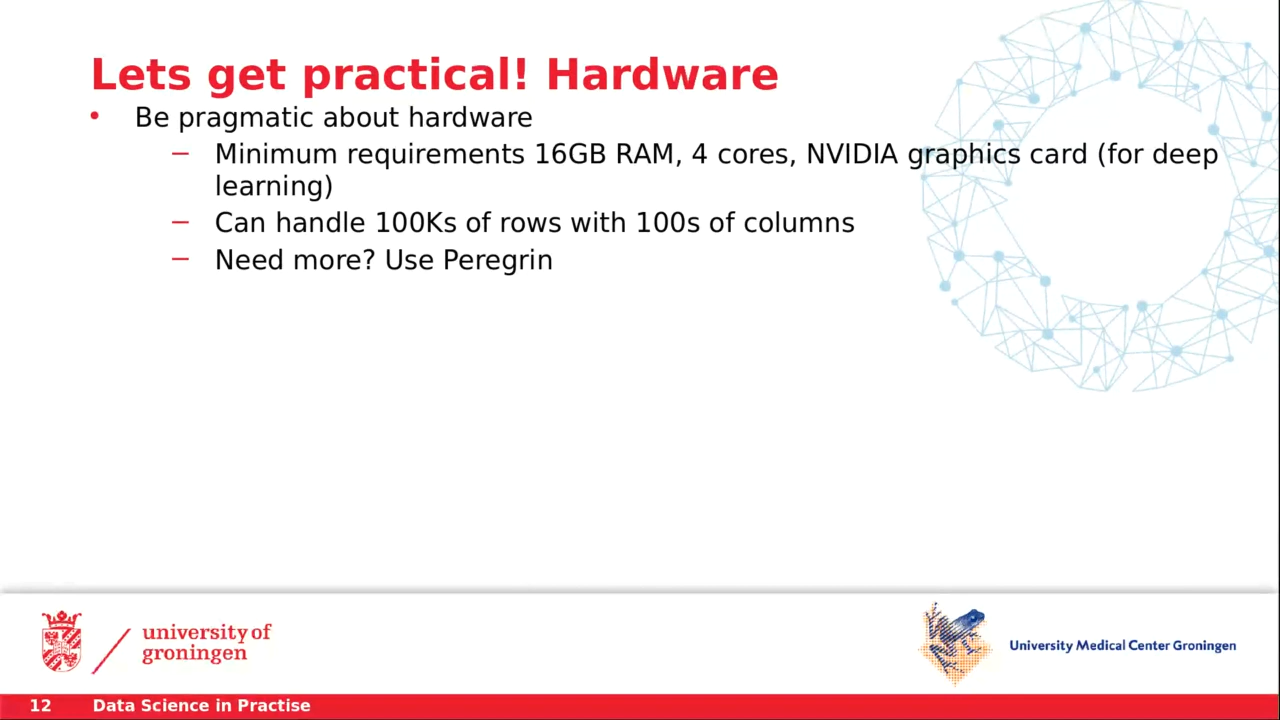 Lets get practical! Hardware
• Be pragmatic about hardware
– Minimum requirements 16GB RAM, 4 cores, NVIDIA graphics card (for deep
learning)
– Can handle 100Ks of rows with 100s of columns
– Need more? Use Peregrin
university of
groningen
University Medical Center Groningen
12 Data Science in Practise